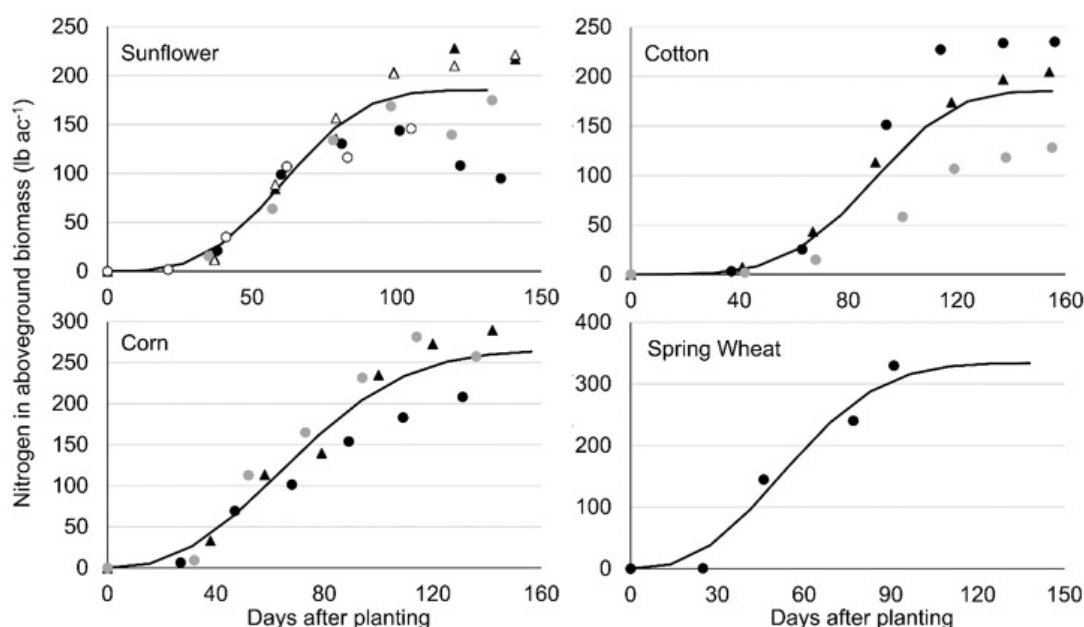 Nitrogen in aboveground biomass (lb ac⁻¹)
Sunflower
250
200
150
100
50
0
0 50 100 150
Cotton
250
200
150
100
50
0
0 40 80 120 160
Corn
300
250
200
150
100
50
0
0 40 80 120 160
Days after planting
Spring Wheat
400
300
200
100
0
0 30 60 90 120 150
Days after planting